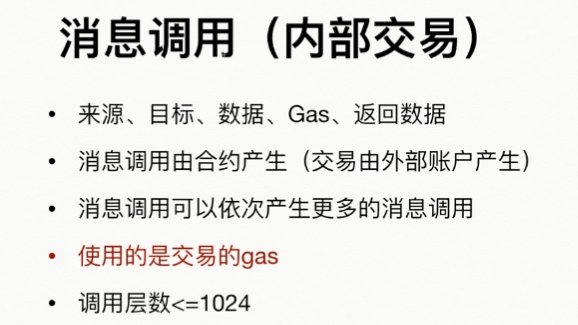 消息调用（内部交易）
• 来源、目标、数据、Gas、返回数据
• 消息调用由合约产生（交易由外部账户产生）
• 消息调用可以依次产生更多的消息调用
• 使用的是交易的gas
• 调用层数<=1024